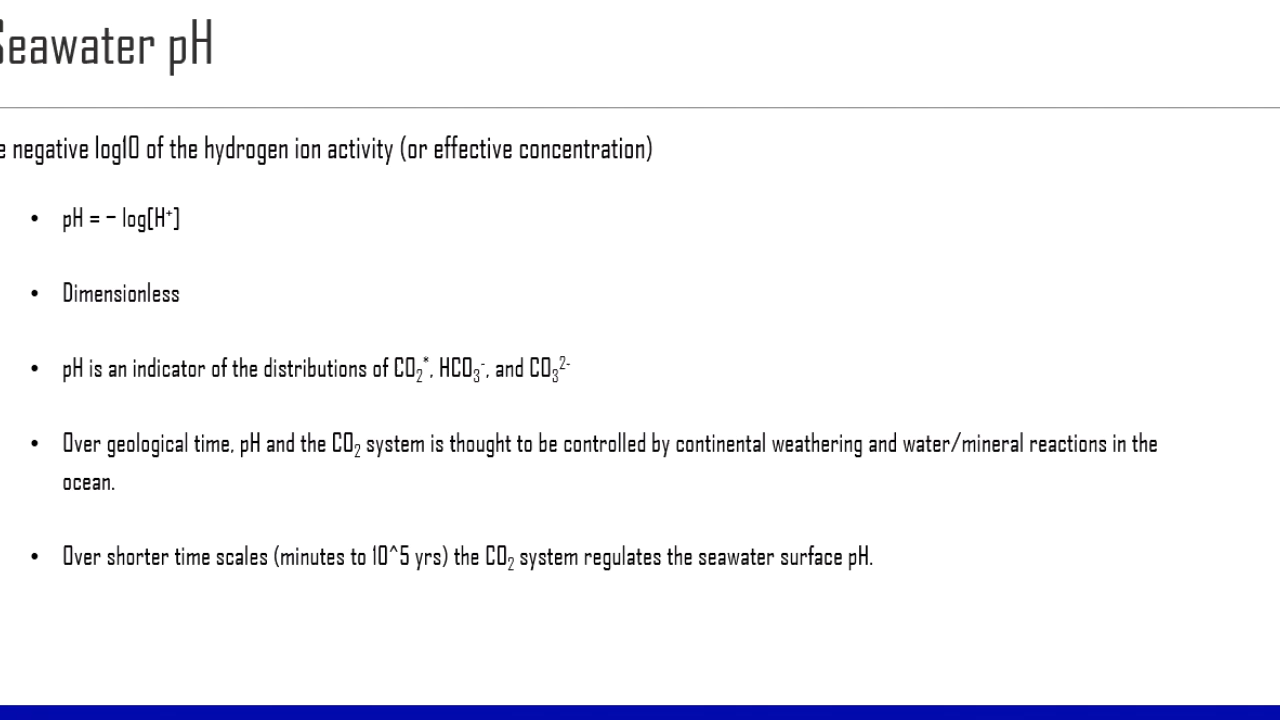 Seawater pH
e negative log10 of the hydrogen ion activity (or effective concentration)
• pH = – log[H⁺]
• Dimensionless
• pH is an indicator of the distributions of CO₂*, HCO₃⁻, and CO₃²⁻
• Over geological time, pH and the CO₂ system is thought to be controlled by continental weathering and water/mineral reactions in the
ocean.
• Over shorter time scales (minutes to 10^5 yrs) the CO₂ system regulates the seawater surface pH.